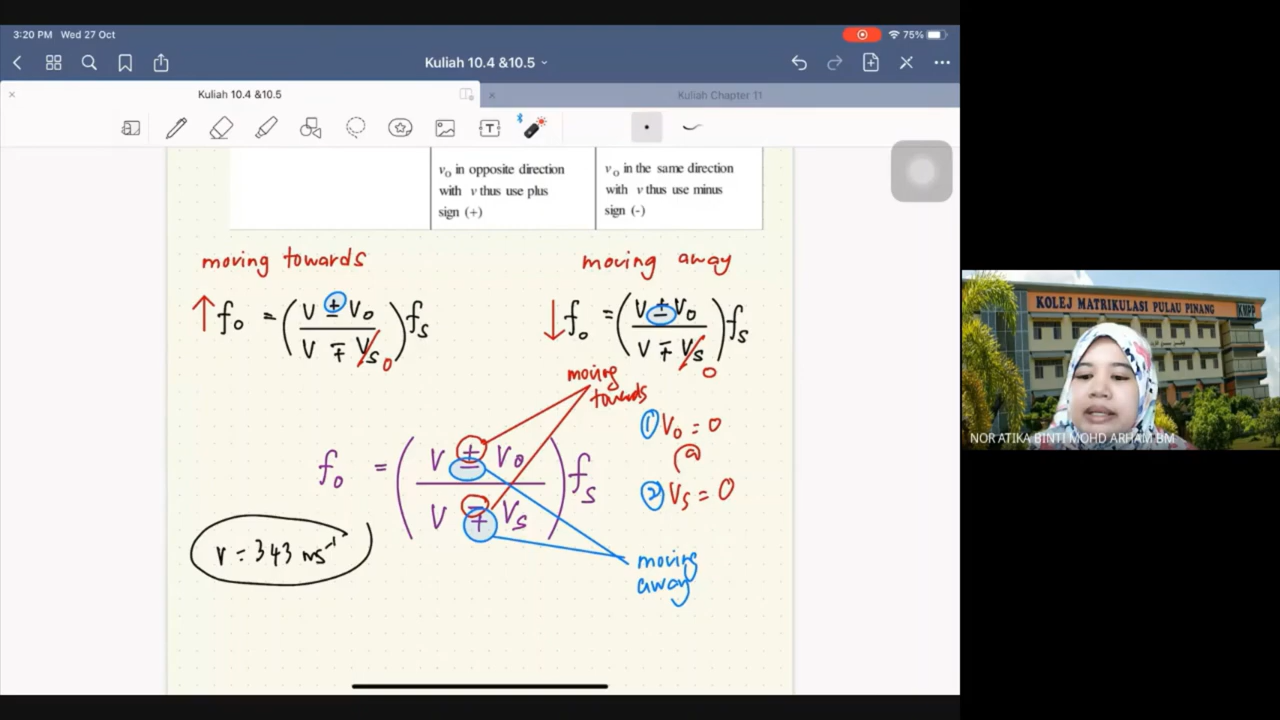 3:20 PM Wed 27 Oct
75%
Kuliah 10.4 &10.5
Kuliah 10.4 &10.5
Kuliah Chapter 11
T
v₀ in opposite direction
with v thus use plus
sign (+)
v₀ in the same direction
with v thus use minus
sign (-)
moving towards
moving away
↑ f₀ = ( V ± V₀ / V ∓ Vₛ ) fₛ
0
↓ f₀ = ( V ± V₀ / V ∓ Vₛ ) fₛ
0
moving
towards
f₀ = ( V ± V₀ / V ∓ Vₛ ) fₛ
① V₀ = 0
@
② Vₛ = 0
V = 343 ms⁻¹
moving
away
KOLEJ MATRIKULASI PULAU PINANG
KMPP
NOR ATIKA BINTI MOHD ARHAM BM